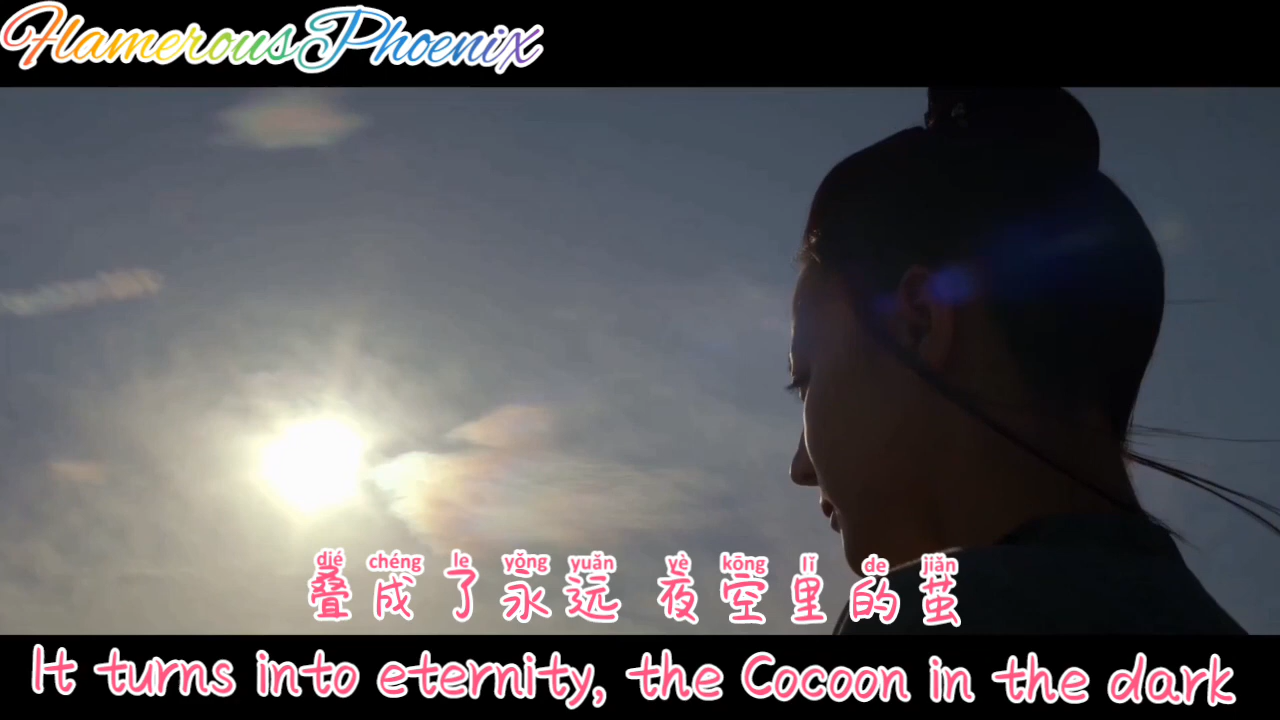 FlamerousPhoenix
dié chéng le yǒng yuǎn yè kōng lǐ de jiǎn
叠成了永远 夜空里的茧
It turns into eternity, the Cocoon in the dark